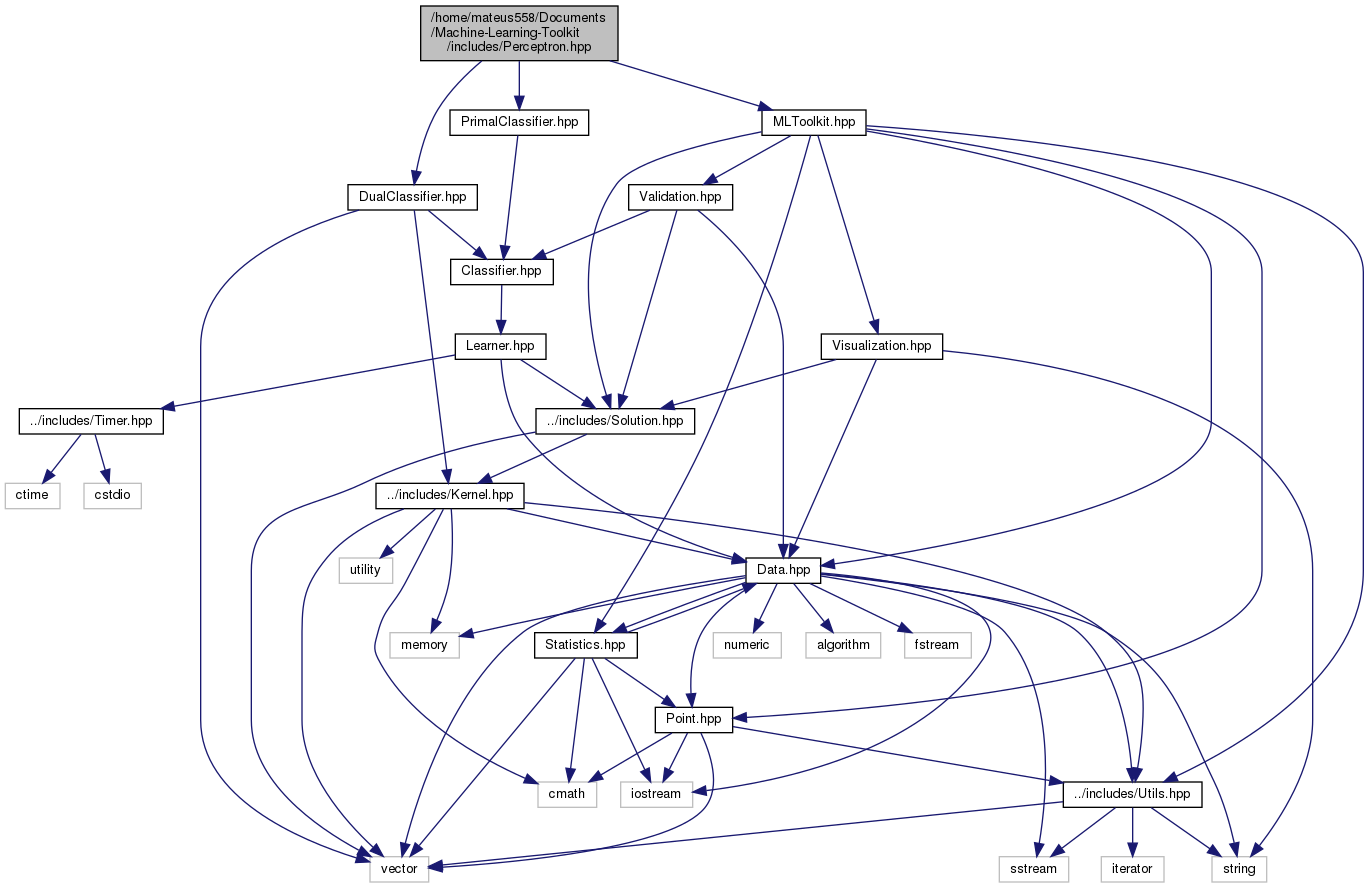 /home/mateus558/Documents
/Machine-Learning-Toolkit
/includes/Perceptron.hpp
PrimalClassifier.hpp
MLToolkit.hpp
DualClassifier.hpp
Validation.hpp
Classifier.hpp
Learner.hpp
Visualization.hpp
../includes/Timer.hpp
../includes/Solution.hpp
ctime
cstdio
../includes/Kernel.hpp
utility
Data.hpp
memory
Statistics.hpp
numeric
algorithm
fstream
Point.hpp
cmath
iostream
../includes/Utils.hpp
vector
sstream
iterator
string